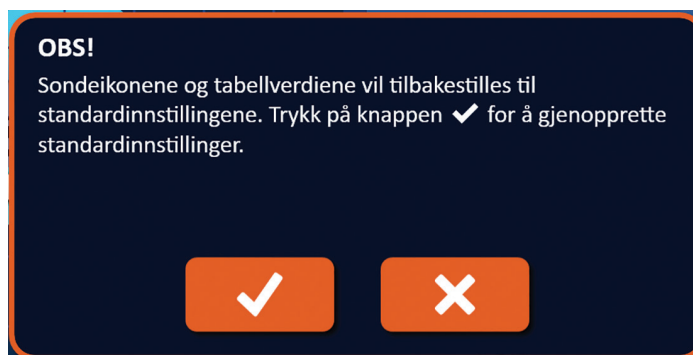 OBS!
Sondeikonene og tabellverdiene vil tilbakestilles til
standardinnstillingene. Trykk på knappen ✔ for å gjenopprette
standardinnstillinger.